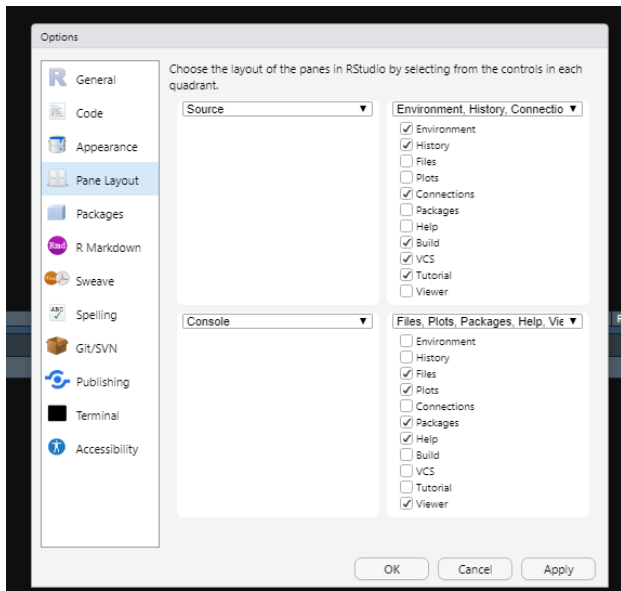 Options
General
Code
Appearance
Pane Layout
Packages
Rmd R Markdown
Sweave
ABC Spelling
Git/SVN
Publishing
Terminal
Accessibility
Choose the layout of the panes in RStudio by selecting from the controls in each
quadrant.
Source
Environment, History, Connectio
Environment
History
Files
Plots
Connections
Packages
Help
Build
VCS
Tutorial
Viewer
Console
Files, Plots, Packages, Help, Vie
Environment
History
Files
Plots
Connections
Packages
Help
Build
VCS
Tutorial
Viewer
OK Cancel Apply
R